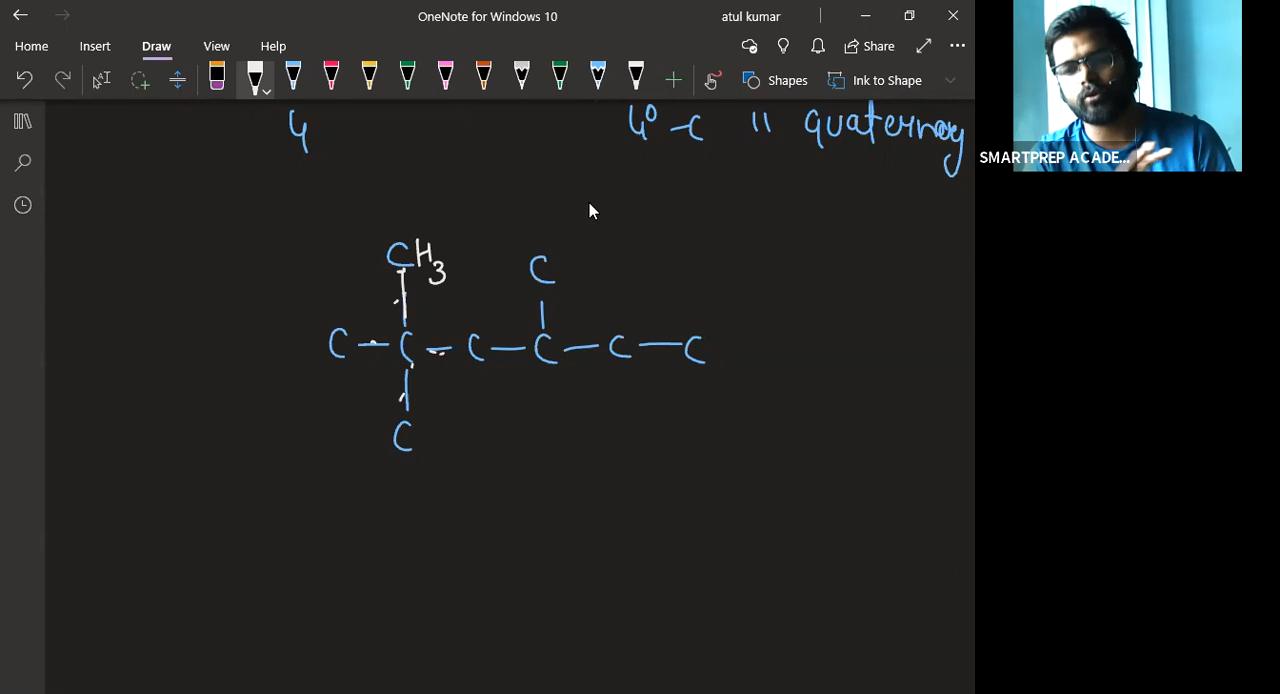 OneNote for Windows 10
atul kumar
Home Insert Draw View Help
Share
Shapes
Ink to Shape
4
4⁰ -c " quaternary
SMARTPREP ACADE...
CH3
C
C - C - C - C - C - C
C